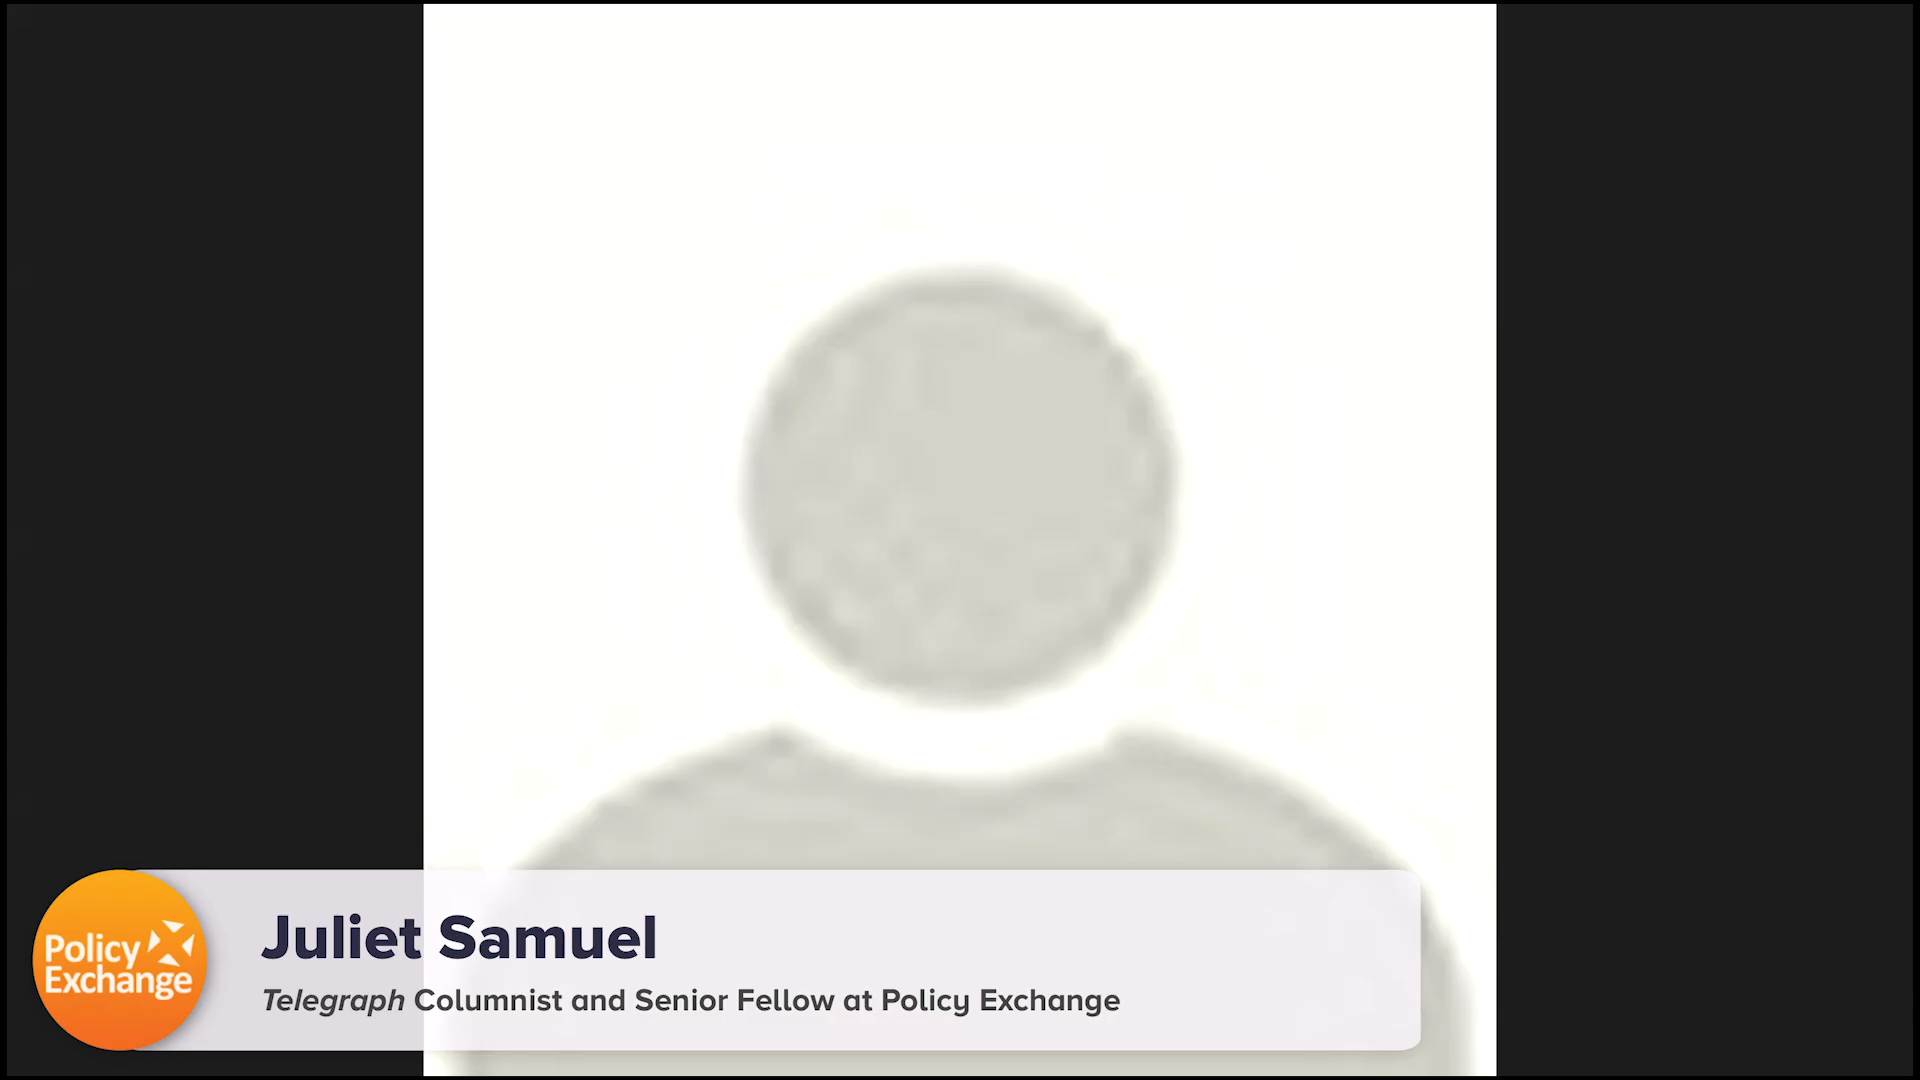 Policy
Exchange
Juliet Samuel
Telegraph Columnist and Senior Fellow at Policy Exchange